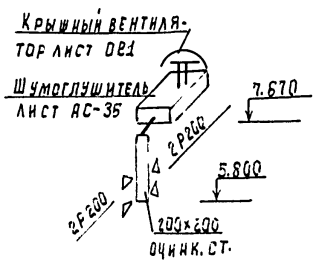 КРЫШНЫЙ ВЕНТИЛЯ-
ТОР ЛИСТ ОВ1
ШУМОГЛУШИТЕЛЬ
ЛИСТ АС-35
7.670
2Р200
5.800
2Р200
200×200
ОЦИНК. СТ.